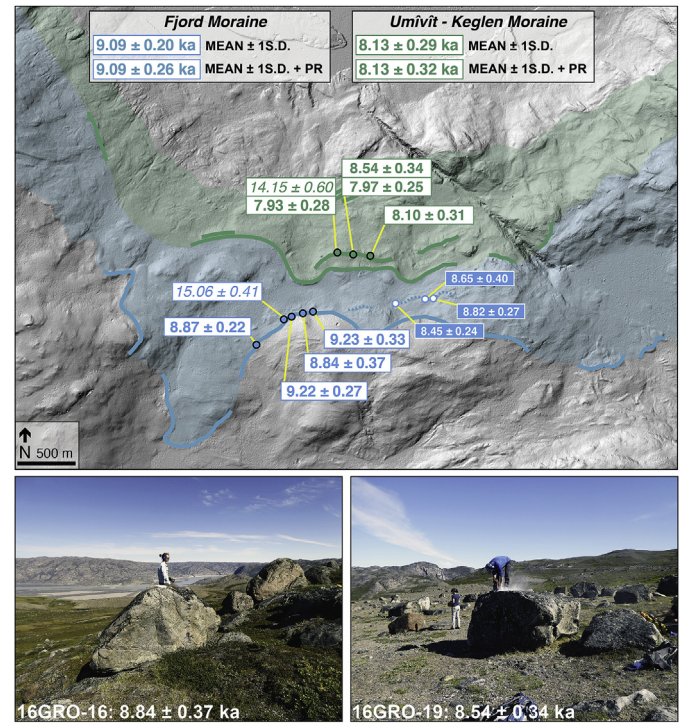 Fjord Moraine
9.09 ± 0.20 ka MEAN ± 1S.D.
9.09 ± 0.26 ka MEAN ± 1S.D. + PR
Umîvît - Keglen Moraine
8.13 ± 0.29 ka MEAN ± 1S.D.
8.13 ± 0.32 ka MEAN ± 1S.D. + PR
8.54 ± 0.34
14.15 ± 0.60
7.97 ± 0.25
7.93 ± 0.28
8.10 ± 0.31
8.65 ± 0.40
15.06 ± 0.41
8.82 ± 0.27
8.87 ± 0.22
8.45 ± 0.24
9.23 ± 0.33
8.84 ± 0.37
9.22 ± 0.27
N 500 m
16GRO-16: 8.84 ± 0.37 ka
16GRO-19: 8.54 ± 0.34 ka